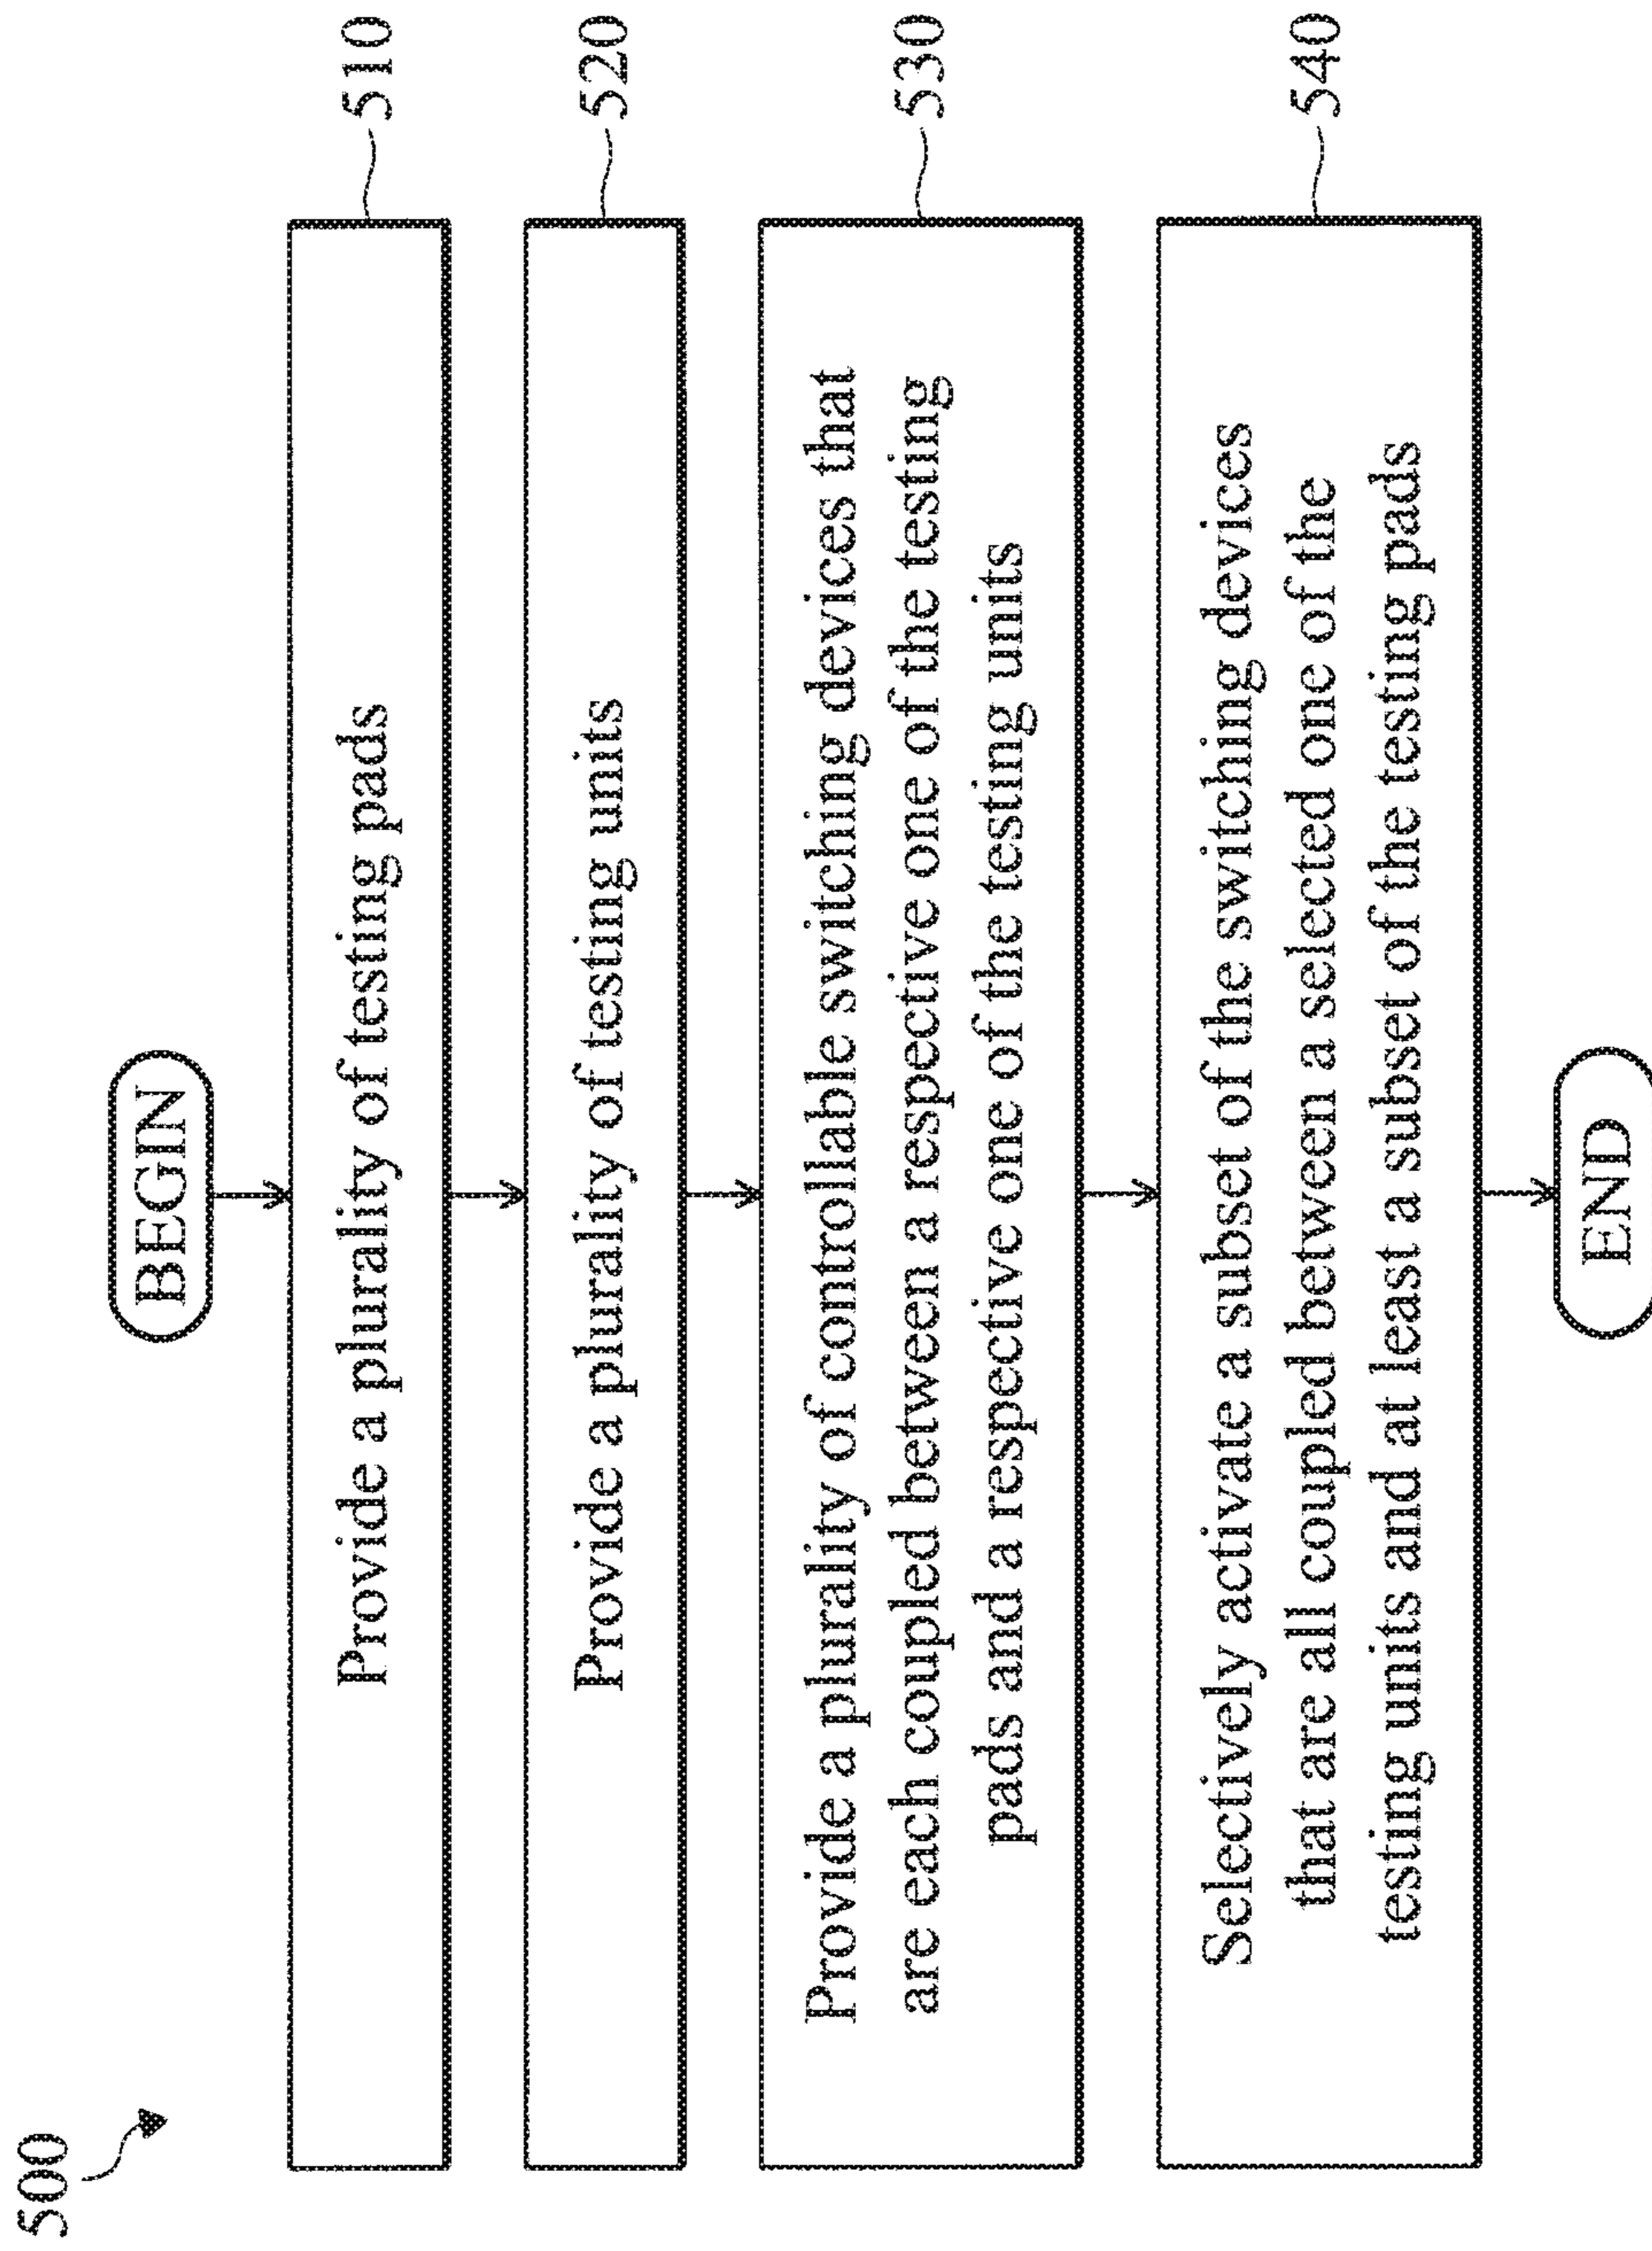 500
BEGIN
Provide a plurality of testing pads
510
Provide a plurality of testing units
520
Provide a plurality of controllable switching devices that
are each coupled between a respective one of the testing
pads and a respective one of the testing units
530
Selectively activate a subset of the switching devices
that are all coupled between a selected one of the
testing units and at least a subset of the testing pads
540
END